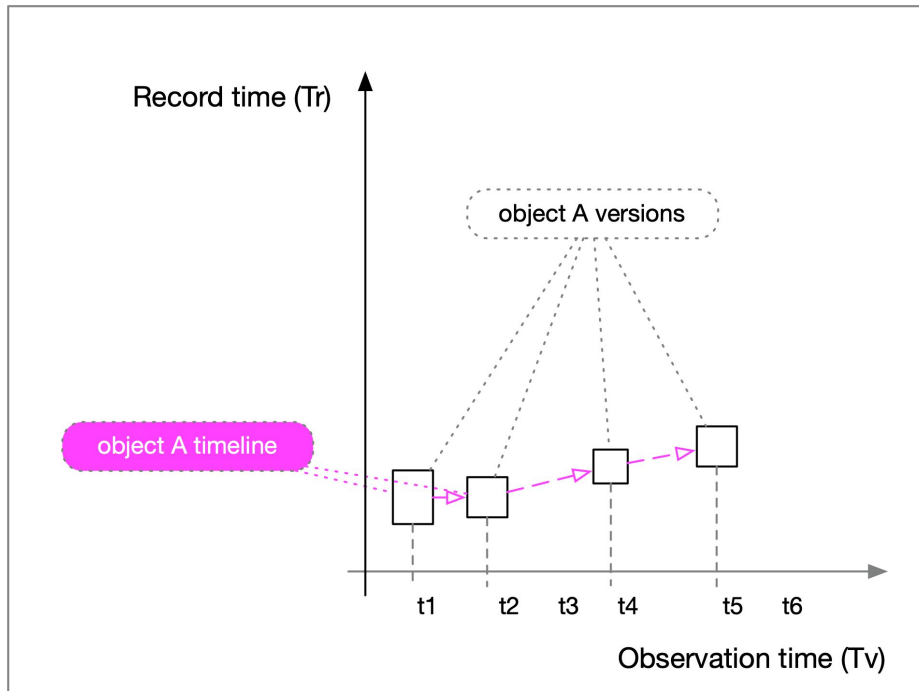 Record time (Tr)
object A versions
object A timeline
t1 t2 t3 t4 t5 t6
Observation time (Tv)